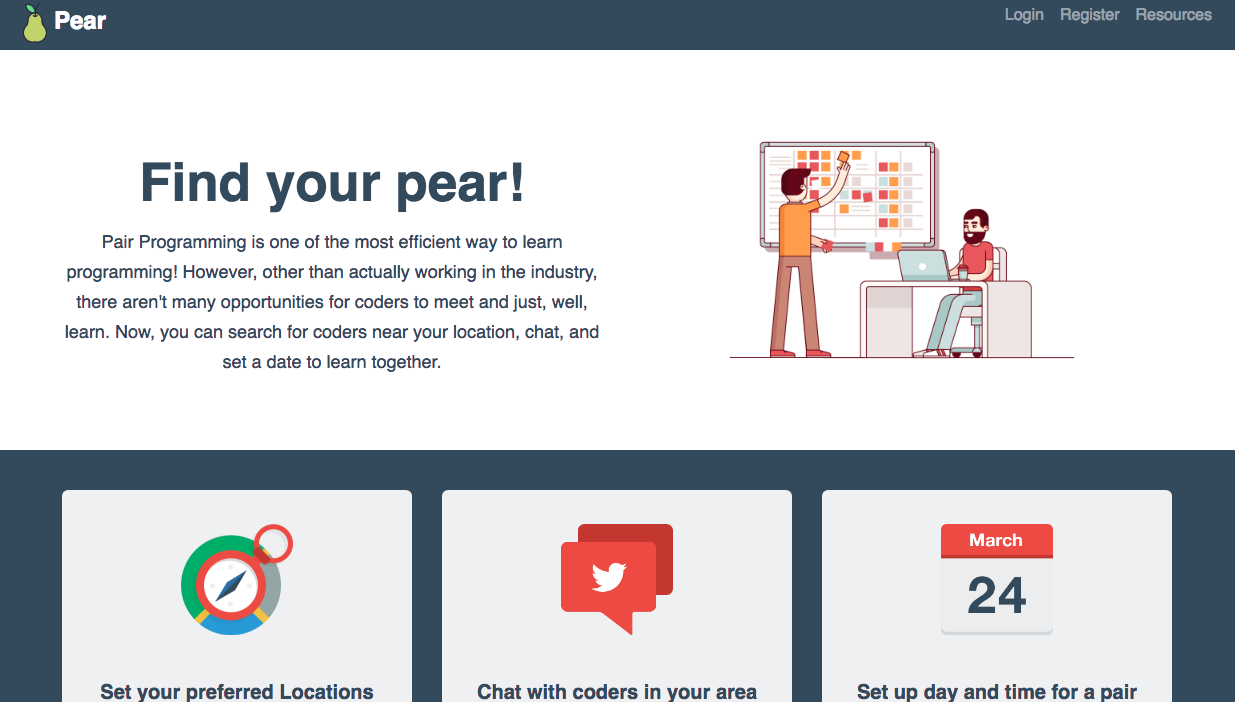 Pear
Login Register Resources
Find your pear!
Pair Programming is one of the most efficient way to learn
programming! However, other than actually working in the industry,
there aren't many opportunities for coders to meet and just, well,
learn. Now, you can search for coders near your location, chat, and
set a date to learn together.
March
24
Set your preferred Locations
Chat with coders in your area
Set up day and time for a pair